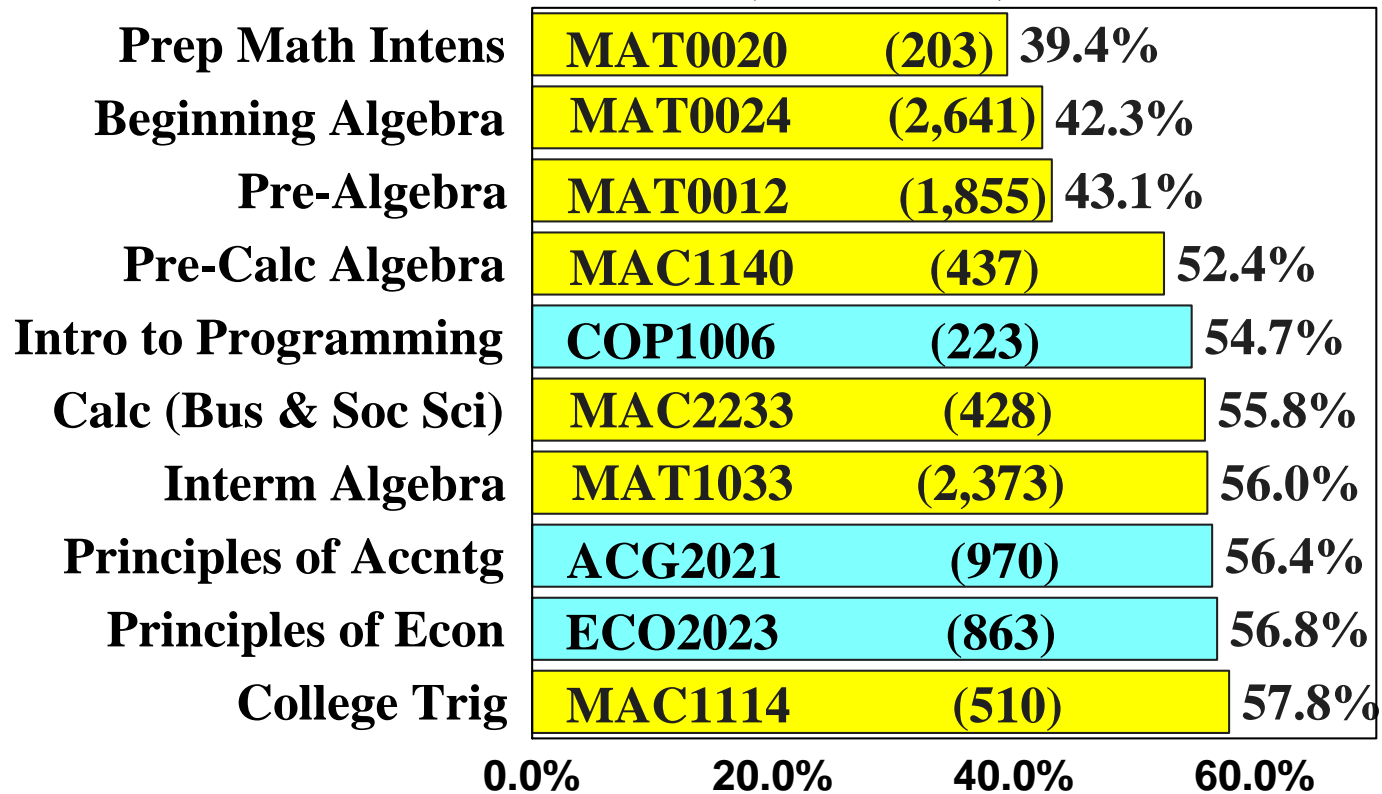 Prep Math Intens MAT0020 (203) 39.4%
Beginning Algebra MAT0024 (2,641) 42.3%
Pre-Algebra MAT0012 (1,855) 43.1%
Pre-Calc Algebra MAC1140 (437) 52.4%
Intro to Programming COP1006 (223) 54.7%
Calc (Bus & Soc Sci) MAC2233 (428) 55.8%
Interm Algebra MAT1033 (2,373) 56.0%
Principles of Accntg ACG2021 (970) 56.4%
Principles of Econ ECO2023 (863) 56.8%
College Trig MAC1114 (510) 57.8%
0.0% 20.0% 40.0% 60.0%